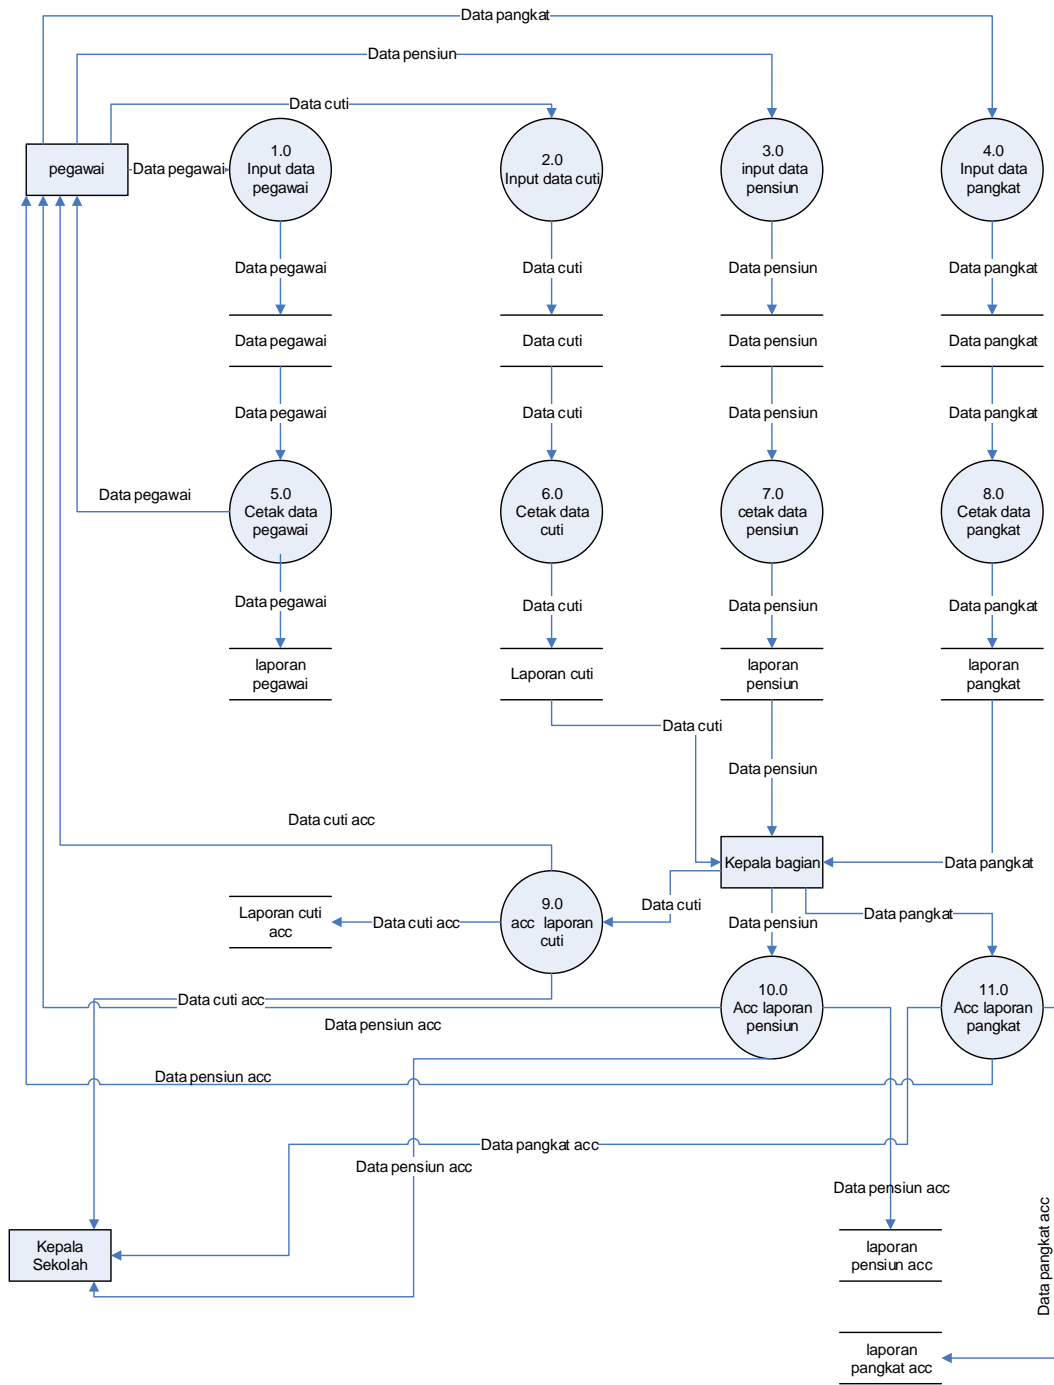 Data pangkat
Data pensiun
Data cuti
pegawai
Data pegawai
1.0
Input data
pegawai
2.0
Input data cuti
3.0
input data
pensiun
4.0
Input data
pangkat
Data pegawai
Data cuti
Data pensiun
Data pangkat
Data pegawai
Data cuti
Data pensiun
Data pangkat
Data pegawai
Data cuti
Data pensiun
Data pangkat
Data pegawai
5.0
Cetak data
pegawai
6.0
Cetak data
cuti
7.0
cetak data
pensiun
8.0
Cetak data
pangkat
Data pegawai
Data cuti
Data pensiun
Data pangkat
laporan
pegawai
Laporan cuti
laporan
pensiun
laporan
pangkat
Data cuti
Data pensiun
Data cuti acc
Kepala bagian
Data pangkat
Laporan cuti
acc
Data cuti acc
9.0
acc laporan
cuti
Data cuti
Data pensiun
Data pangkat
Data cuti acc
10.0
Acc laporan
pensiun
11.0
Acc laporan
pangkat
Data pensiun acc
Data pensiun acc
Data pangkat acc
Data pensiun acc
Data pensiun acc
Kepala
Sekolah
laporan
pensiun acc
Data pangkat acc
laporan
pangkat acc